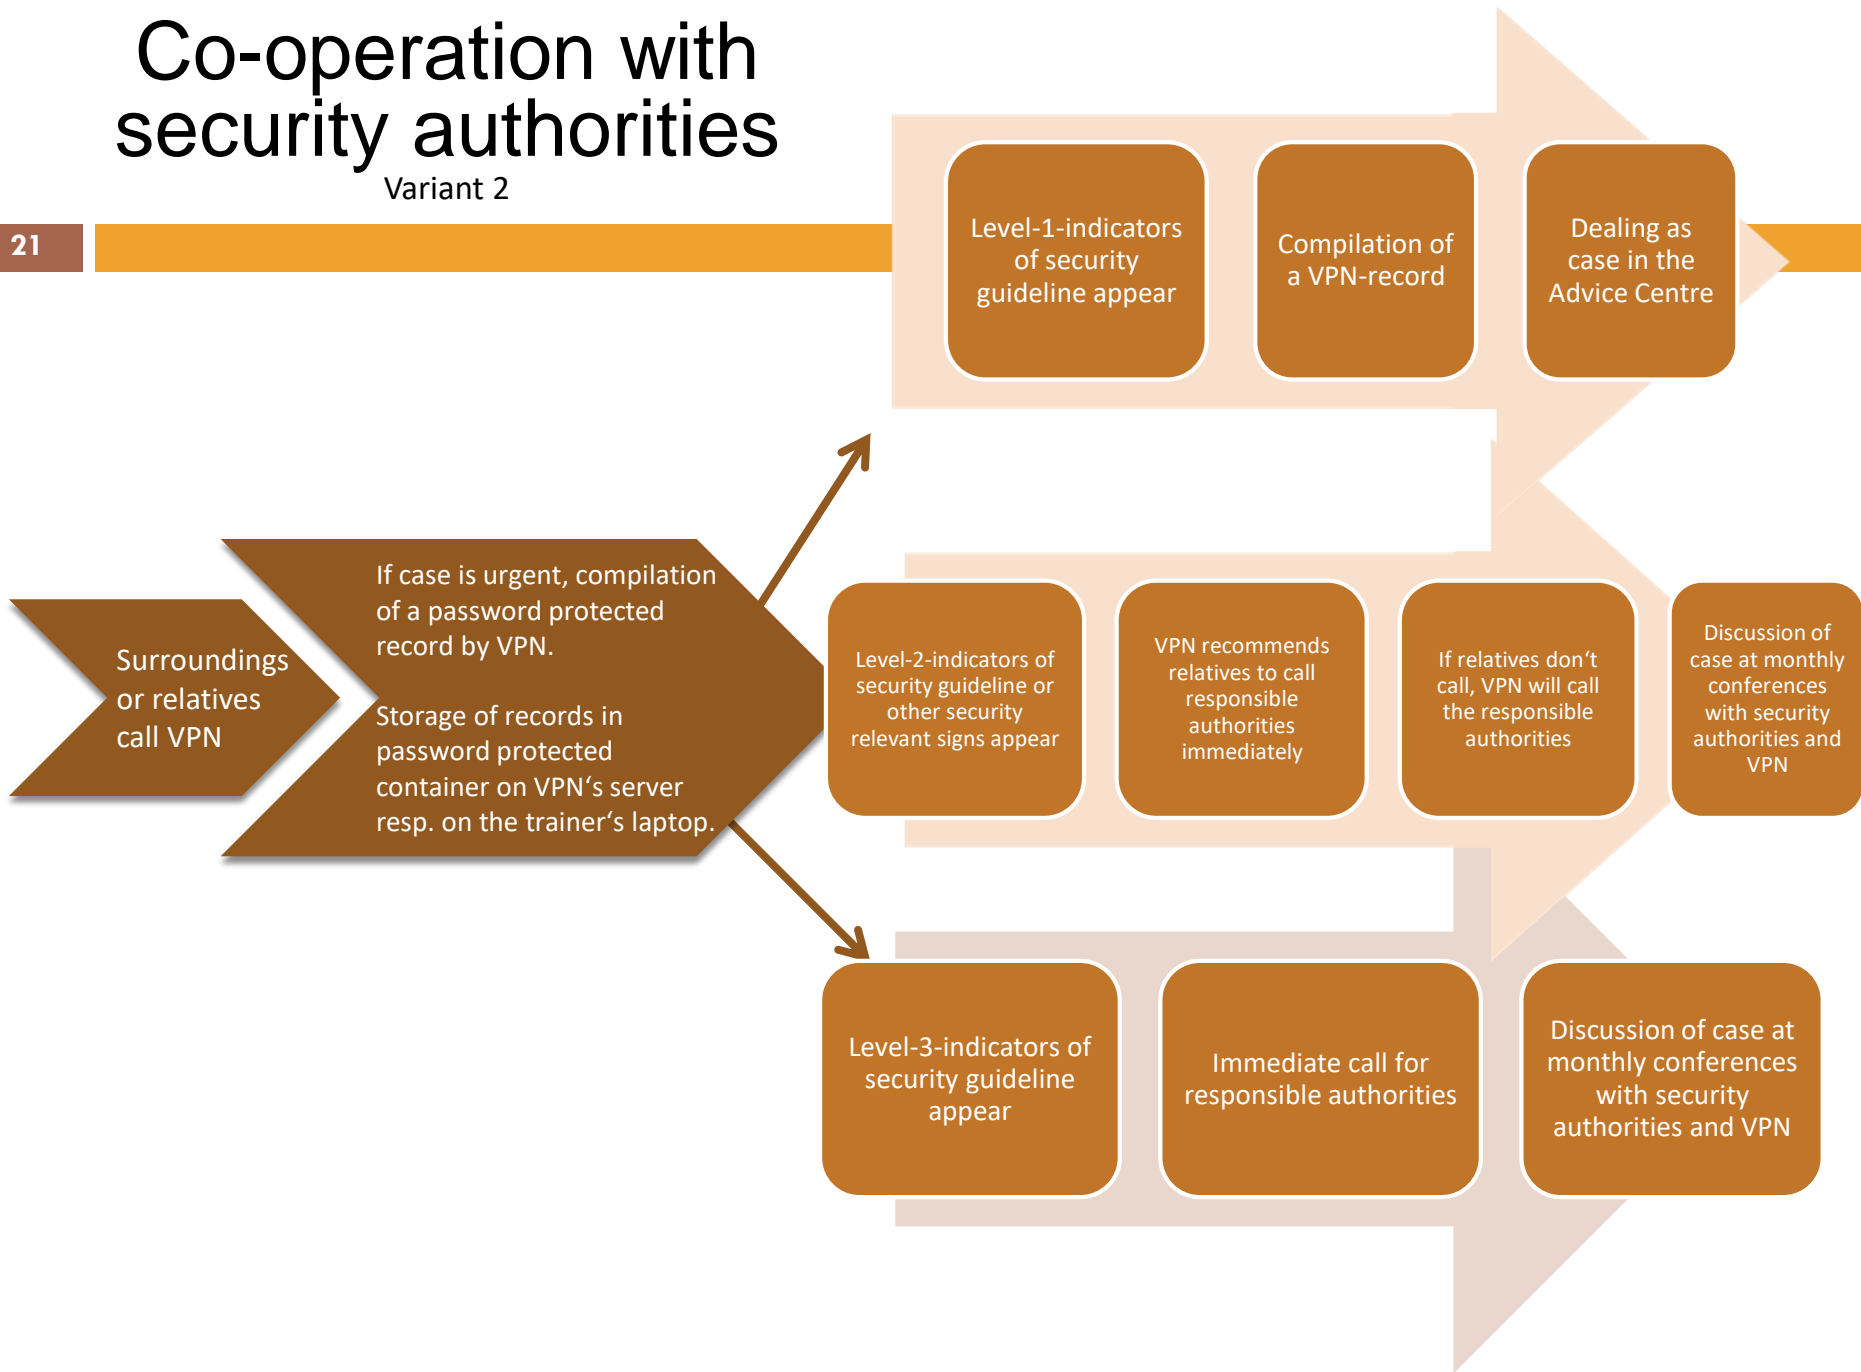 Co-operation with
security authorities
Variant 2
21
Level-1-indicators
of security
guideline appear
Compilation of
a VPN-record
Dealing as
case in the
Advice Centre
Surroundings
or relatives
call VPN
If case is urgent, compilation
of a password protected
record by VPN.
Storage of records in
password protected
container on VPN‘s server
resp. on the trainer‘s laptop.
Level-2-indicators of
security guideline or
other security
relevant signs appear
VPN recommends
relatives to call
responsible
authorities
immediately
If relatives don‘t
call, VPN will call
the responsible
authorities
Discussion of
case at monthly
conferences
with security
authorities and
VPN
Level-3-indicators of
security guideline
appear
Immediate call for
responsible authorities
Discussion of case at
monthly conferences
with security
authorities and VPN